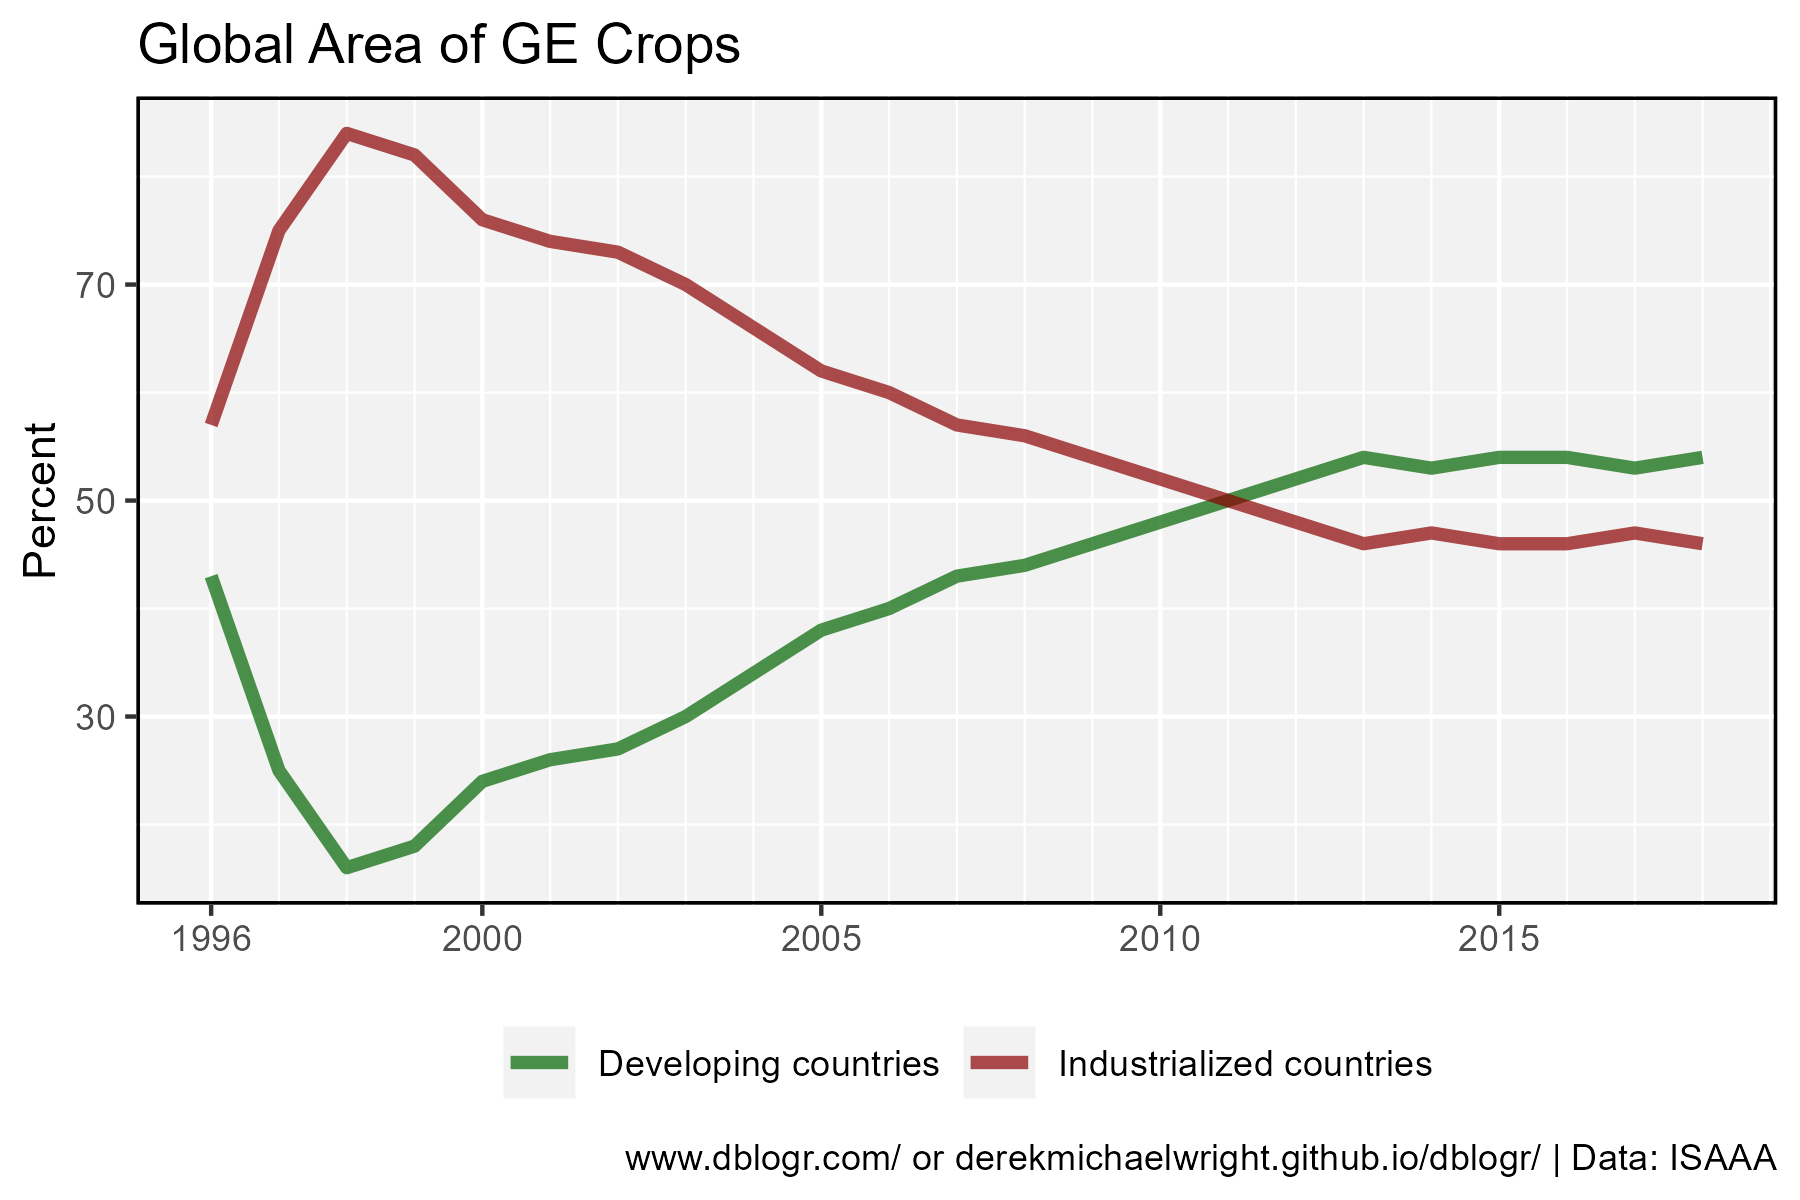 Global Area of GE Crops
Percent
70
50
30
1996 2000 2005 2010 2015
Developing countries Industrialized countries
www.dblogr.com/ or derekmichaelwright.github.io/dblogr/ | Data: ISAAA